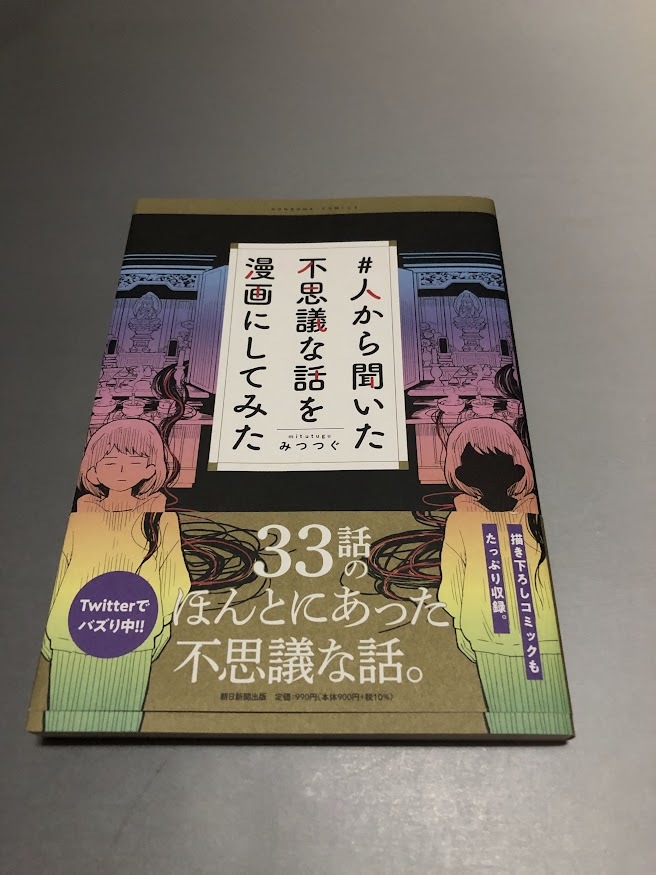 HONKOWA COMICS
#人から聞いた
不思議な話を
漫画にしてみた
mitutugu
みつつぐ
33話の
ほんとにあった
不思議な話。
Twitterで
バズり中!!
描き下ろしコミックも
たっぷり収録。
朝日新聞出版 定価:990円(本体900円+税10%)